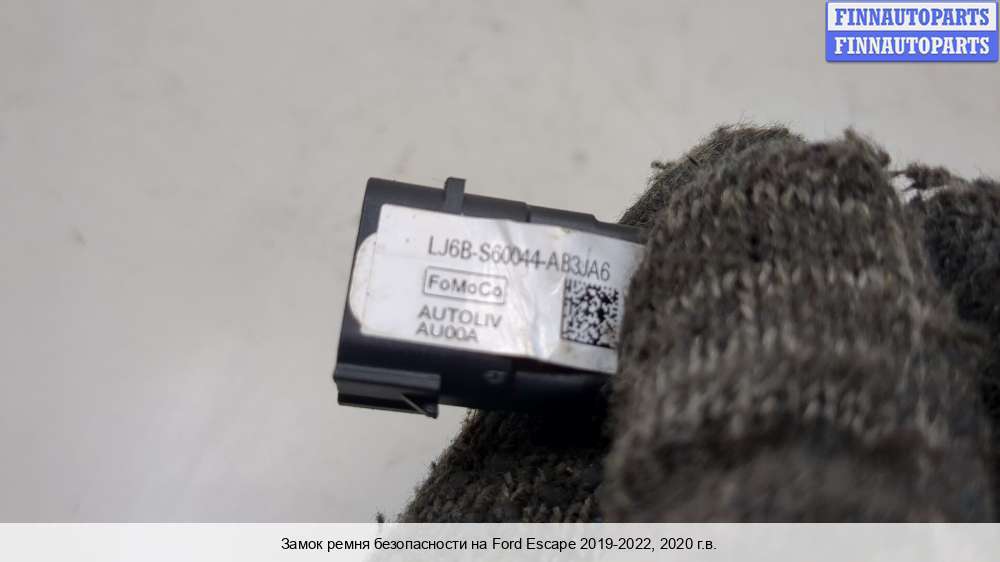 FINNAUTOPARTS
FINNAUTOPARTS
LJ6B-S60044-AB3JA6
FoMoCo
AUTOLIV
AU00A
Замок ремня безопасности на Ford Escape 2019-2022, 2020 г.в.